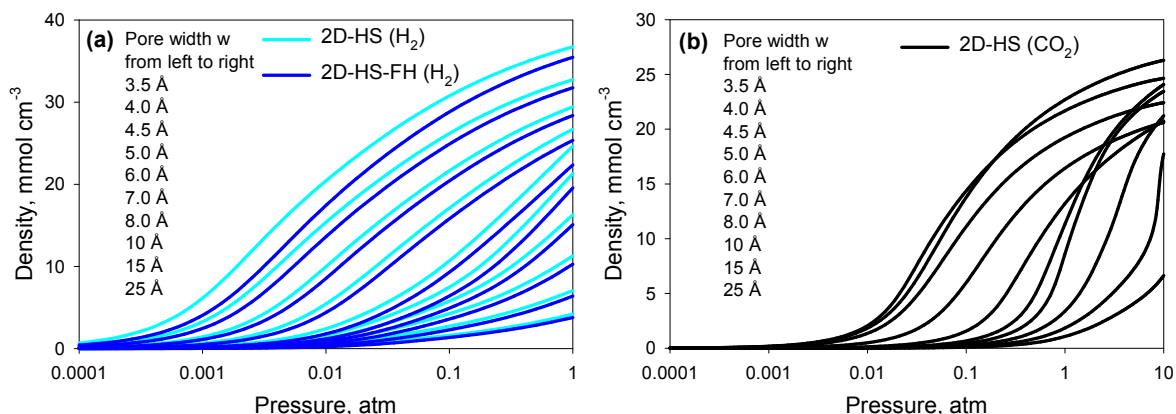 (a)
Pore width w
from left to right
3.5 Å
4.0 Å
4.5 Å
5.0 Å
6.0 Å
7.0 Å
8.0 Å
10 Å
15 Å
25 Å
2D-HS (H₂)
2D-HS-FH (H₂)
40
30
20
10
0
Density, mmol cm⁻³
0.0001
0.001
0.01
0.1
1
Pressure, atm
(b)
Pore width w
from left to right
3.5 Å
4.0 Å
4.5 Å
5.0 Å
6.0 Å
7.0 Å
8.0 Å
10 Å
15 Å
25 Å
2D-HS (CO₂)
30
25
20
15
10
5
0
Density, mmol cm⁻³
0.0001
0.001
0.01
0.1
1
10
Pressure, atm